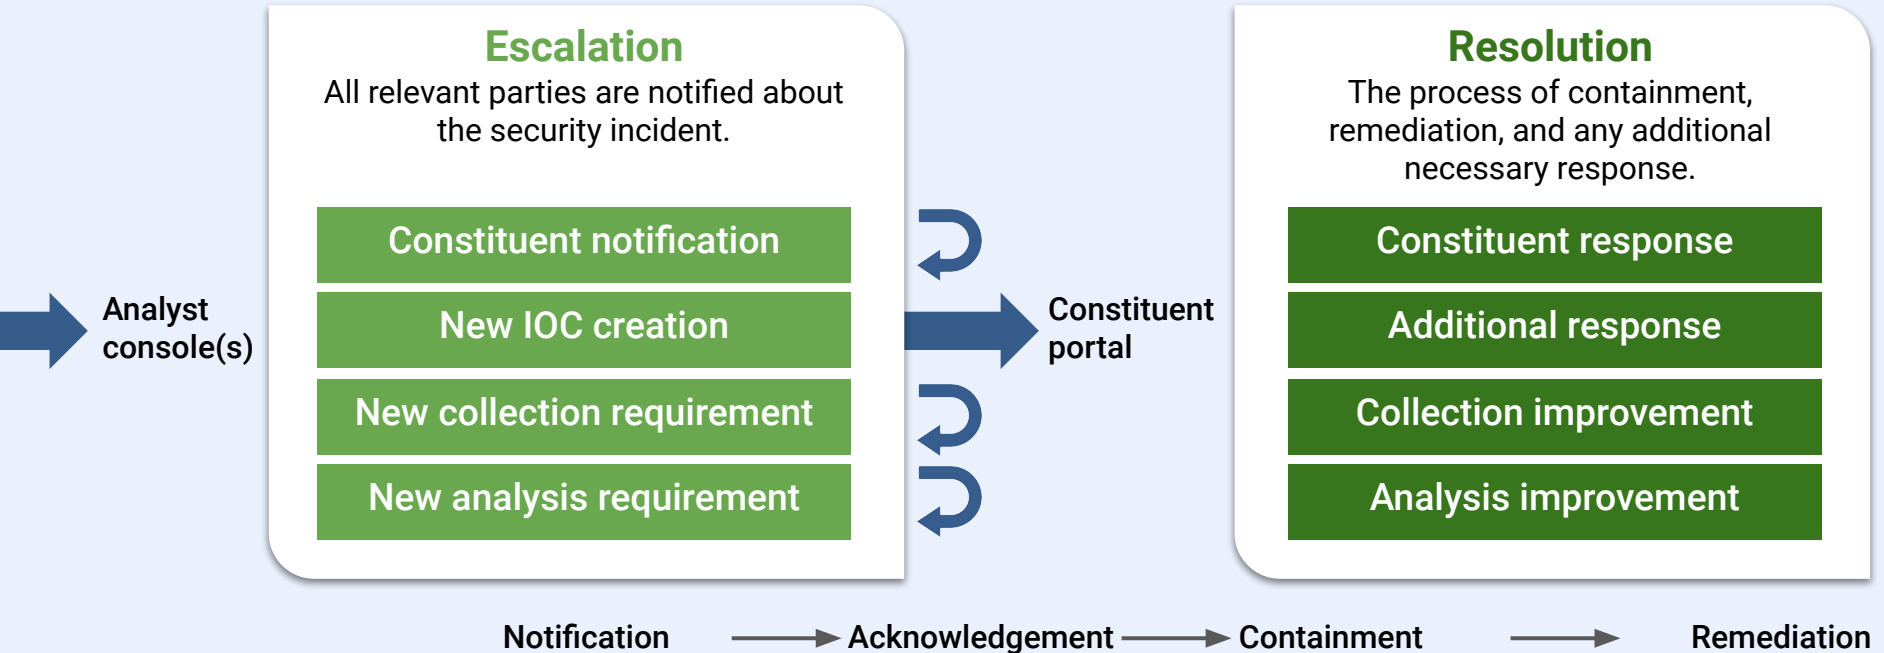 Analyst
console(s)
Escalation
All relevant parties are notified about
the security incident.
Constituent notification
New IOC creation
New collection requirement
New analysis requirement
Constituent
portal
Resolution
The process of containment,
remediation, and any additional
necessary response.
Constituent response
Additional response
Collection improvement
Analysis improvement
Notification
Acknowledgement
Containment
Remediation